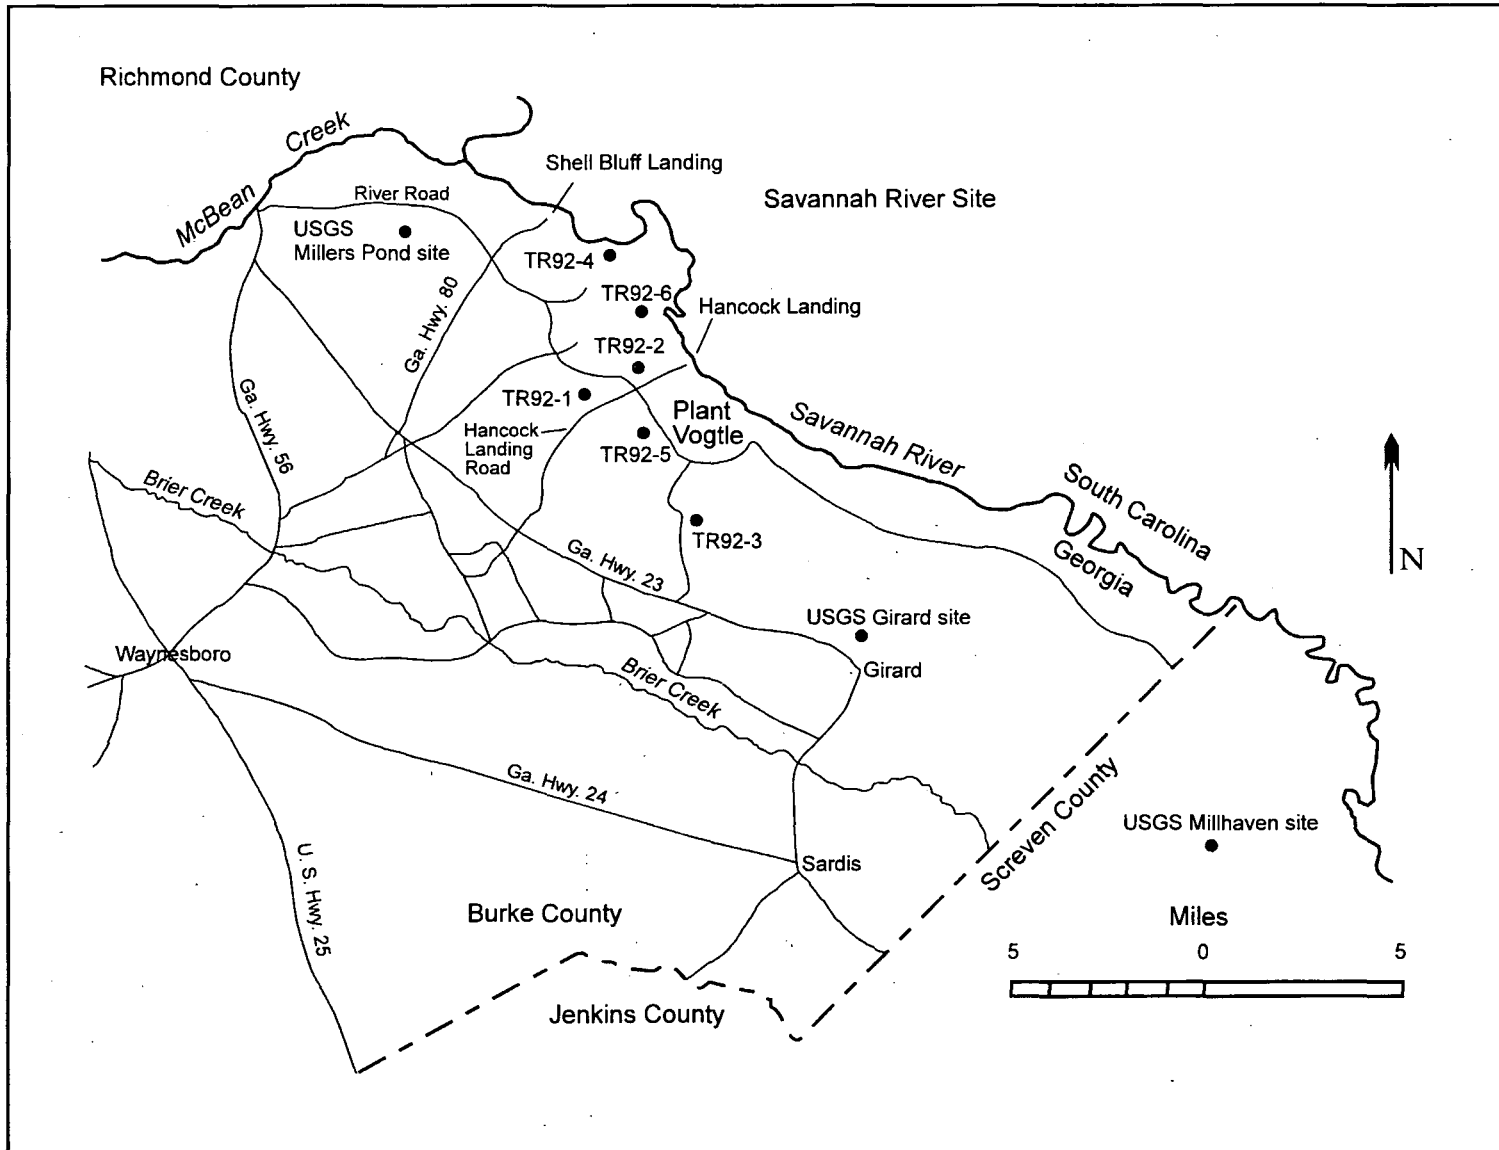 Richmond County
McBean Creek
Shell Bluff Landing
River Road
Savannah River Site
USGS
Millers Pond site
TR92-4
Ga. Hwy. 80
TR92-6
Hancock Landing
TR92-2
TR92-1
Plant
Vogtle
Ga. Hwy. 56
Hancock
Landing
Road
TR92-5
Savannah River
South Carolina
Georgia
N
Brier Creek
TR92-3
Ga. Hwy. 23
USGS Girard site
Girard
Waynesboro
Brier Creek
Ga. Hwy. 24
Screven County
USGS Millhaven site
Sardis
U. S. Hwy. 25
Burke County
Miles
5 0 5
Jenkins County